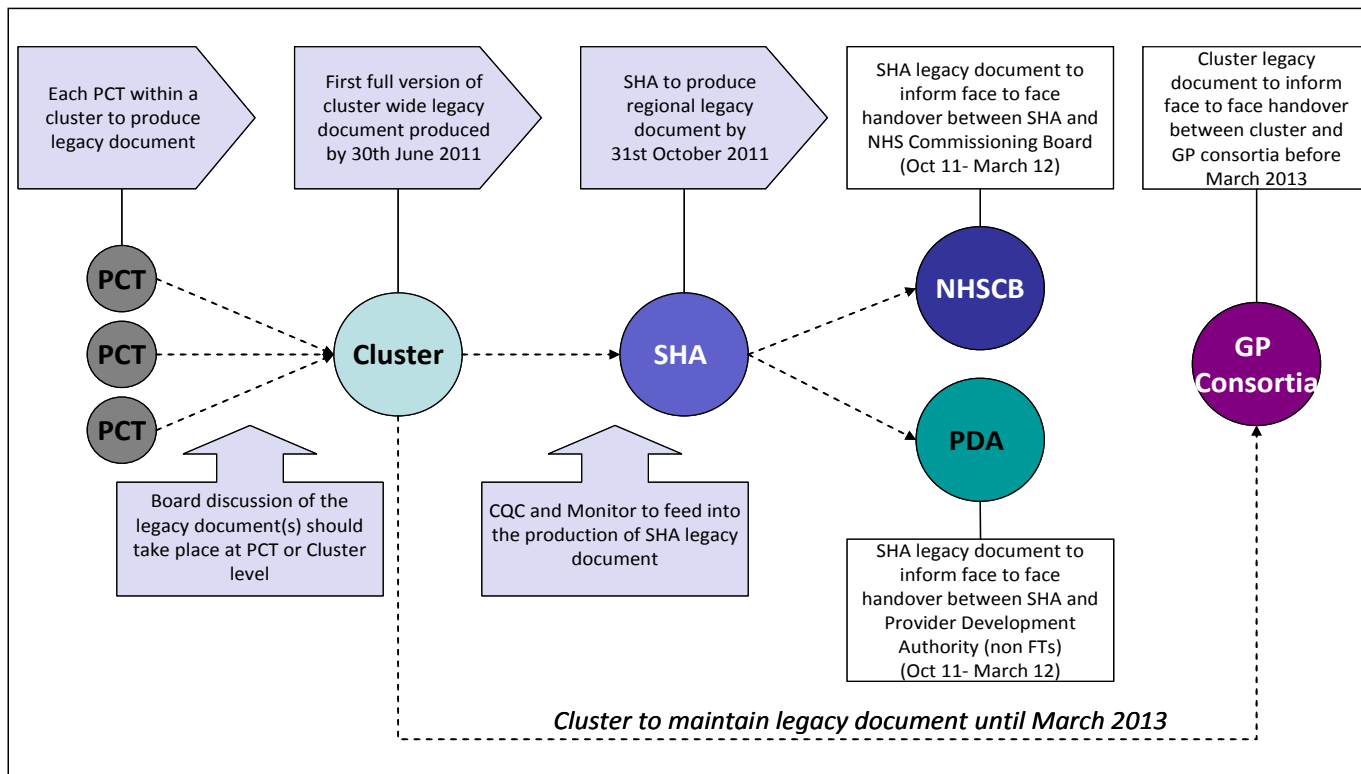 Each PCT within a
cluster to produce
legacy document
First full version of
cluster wide legacy
document produced
by 30th June 2011
SHA to produce
regional legacy
document by
31st October 2011
SHA legacy document to
inform face to face
handover between SHA and
NHS Commissioning Board
(Oct 11- March 12)
Cluster legacy
document to inform
face to face handover
between cluster and
GP consortia before
March 2013
PCT
PCT
PCT
Cluster
SHA
NHSCB
PDA
GP
Consortia
Board discussion of the
legacy document(s) should
take place at PCT or Cluster
level
CQC and Monitor to feed into
the production of SHA legacy
document
SHA legacy document to
inform face to face
handover between SHA and
Provider Development
Authority (non FTs)
(Oct 11- March 12)
Cluster to maintain legacy document until March 2013